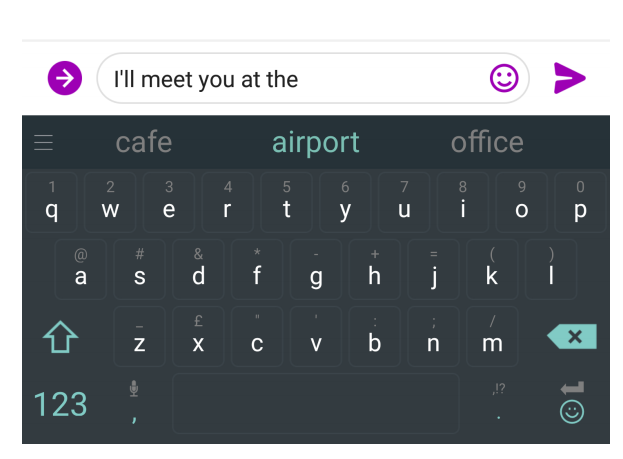 I'll meet you at the
cafe airport office
1 2 3 4 5 6 7 8 9 0
q w e r t y u i o p
@ # & * - + = ( )
a s d f g h j k l
_ £ " ' : ; /
z x c v b n m
123 , ,!? .